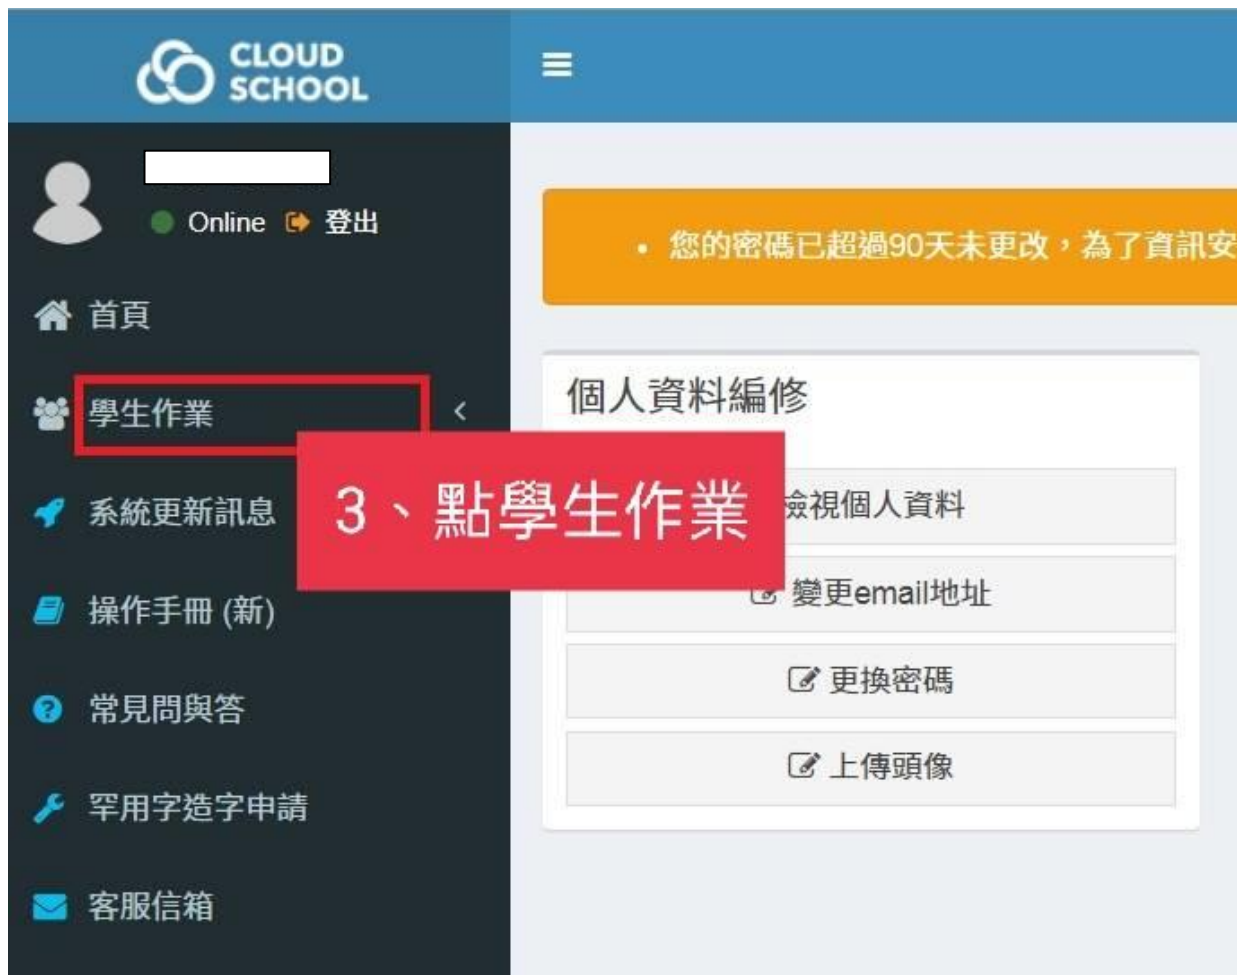 CLOUD
SCHOOL
Online 登出
您的密碼已超過90天未更改，為了資訊安
首頁
學生作業
系統更新訊息
操作手冊 (新)
常見問與答
罕用字造字申請
客服信箱
3、點學生作業
個人資料編修
檢視個人資料
變更email地址
更換密碼
上傳頭像